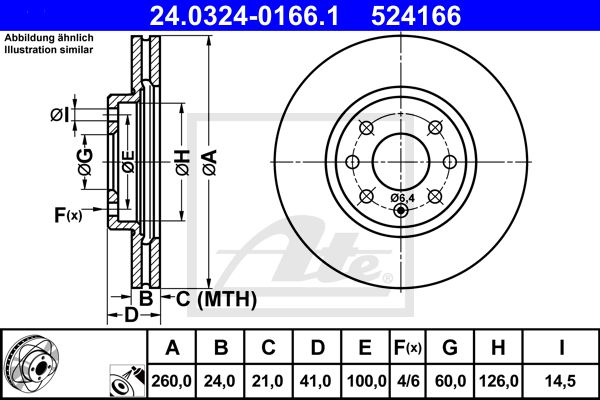 24.0324-0166.1 524166
Abbildung ähnlich
Illustration similar
ØI
ØG
ØE
ØH
ØA
F(x)
B
C (MTH)
D
Ø6,4
Ate
A B C D E F(x) G H I
260,0 24,0 21,0 41,0 100,0 4/6 60,0 126,0 14,5